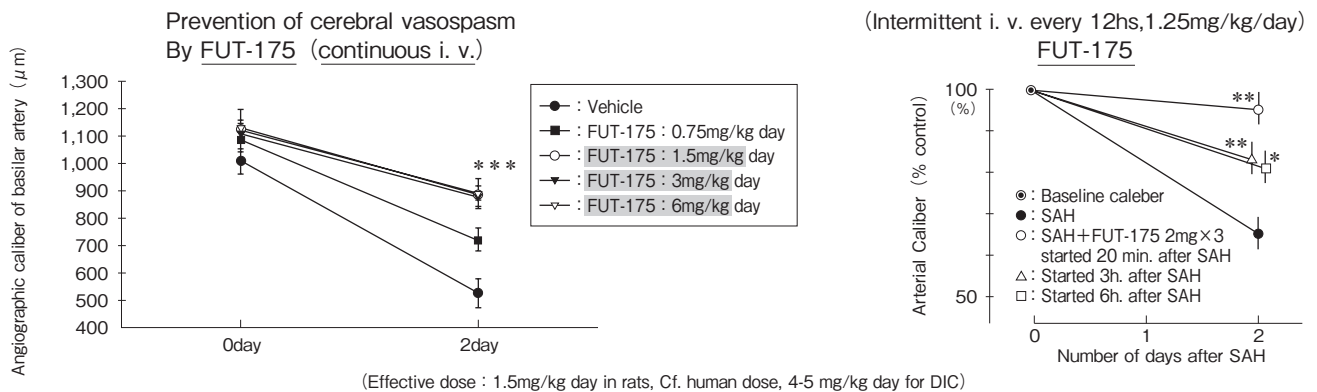 Prevention of cerebral vasospasm
By FUT-175 (continuous i. v.)
Angiographic caliber of basilar artery (μm)
1,300
1,200
1,100
1,000
900
800
700
600
500
400
0day
2day
***
: Vehicle
: FUT-175 : 0.75mg/kg day
: FUT-175 : 1.5mg/kg day
: FUT-175 : 3mg/kg day
: FUT-175 : 6mg/kg day
(Intermittent i. v. every 12hs,1.25mg/kg/day)
FUT-175
Arterial Caliber (% control)
100
(%)
50
**
**
*
: Baseline caleber
: SAH
: SAH+FUT-175 2mg×3
started 20 min. after SAH
: Started 3h. after SAH
: Started 6h. after SAH
0
1
2
Number of days after SAH
(Effective dose : 1.5mg/kg day in rats, Cf. human dose, 4-5 mg/kg day for DIC)